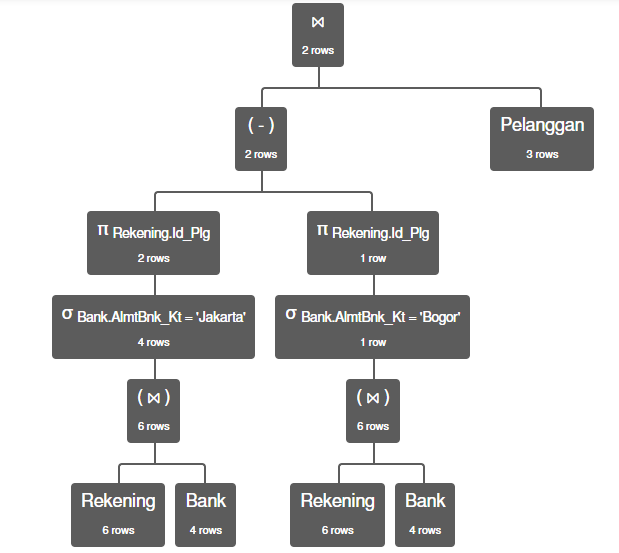 ⋈
2 rows
( - )
2 rows
Pelanggan
3 rows
π Rekening.Id_Plg
2 rows
π Rekening.Id_Plg
1 row
σ Bank.AlmtBnk_Kt = 'Jakarta'
4 rows
σ Bank.AlmtBnk_Kt = 'Bogor'
1 row
( ⋈ )
6 rows
( ⋈ )
6 rows
Rekening
6 rows
Bank
4 rows
Rekening
6 rows
Bank
4 rows